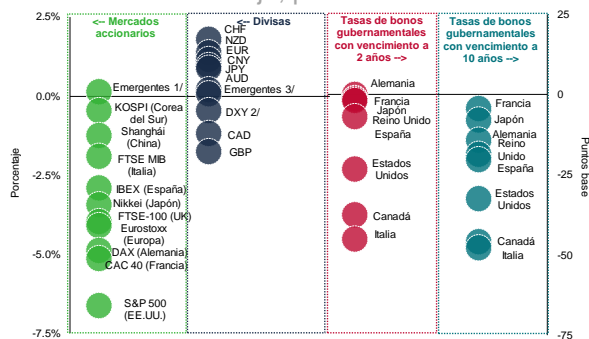 2.5%
0.0%
-2.5%
-5.0%
-7.5%
Porcentaje
<-- Mercados
accionarios
Emergentes 1/
KOSPI (Corea
del Sur)
Shanghái
(China)
FTSE MIB
(Italia)
IBEX (España)
Nikkei (Japón)
FTSE-100 (UK)
Eurostoxx
(Europa)
DAX (Alemania)
CAC 40 (Francia)
S&P 500
(EE.UU.)
<-- Divisas
CHF
NZD
EUR
CNY
JPY
AUD
Emergentes 3/
DXY 2/
CAD
GBP
Tasas de bonos
gubernamentales
con vencimiento a
2 años -->
Alemania
Francia
Japón
Reino Unido
España
Estados
Unidos
Canadá
Italia
Tasas de bonos
gubernamentales
con vencimiento a
10 años -->
Francia
Japón
Alemania
Reino
Unido
España
Estados
Unidos
Canadá
Italia
25
0
-25
-50
-75
Puntos base